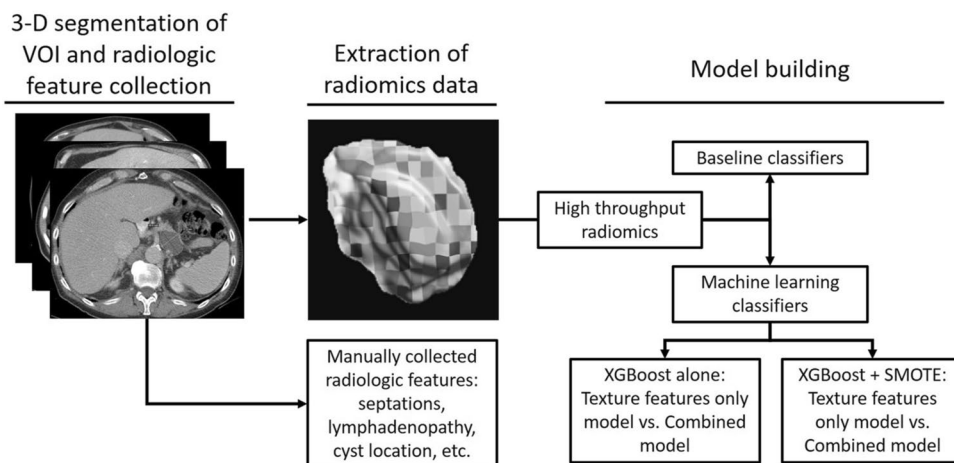 3-D segmentation of
VOI and radiologic
feature collection
Extraction of
radiomics data
Model building
Baseline classifiers
High throughput
radiomics
Machine learning
classifiers
Manually collected
radiologic features:
septations,
lymphadenopathy,
cyst location, etc.
XGBoost alone:
Texture features only
model vs. Combined
model
XGBoost + SMOTE:
Texture features
only model vs.
Combined model